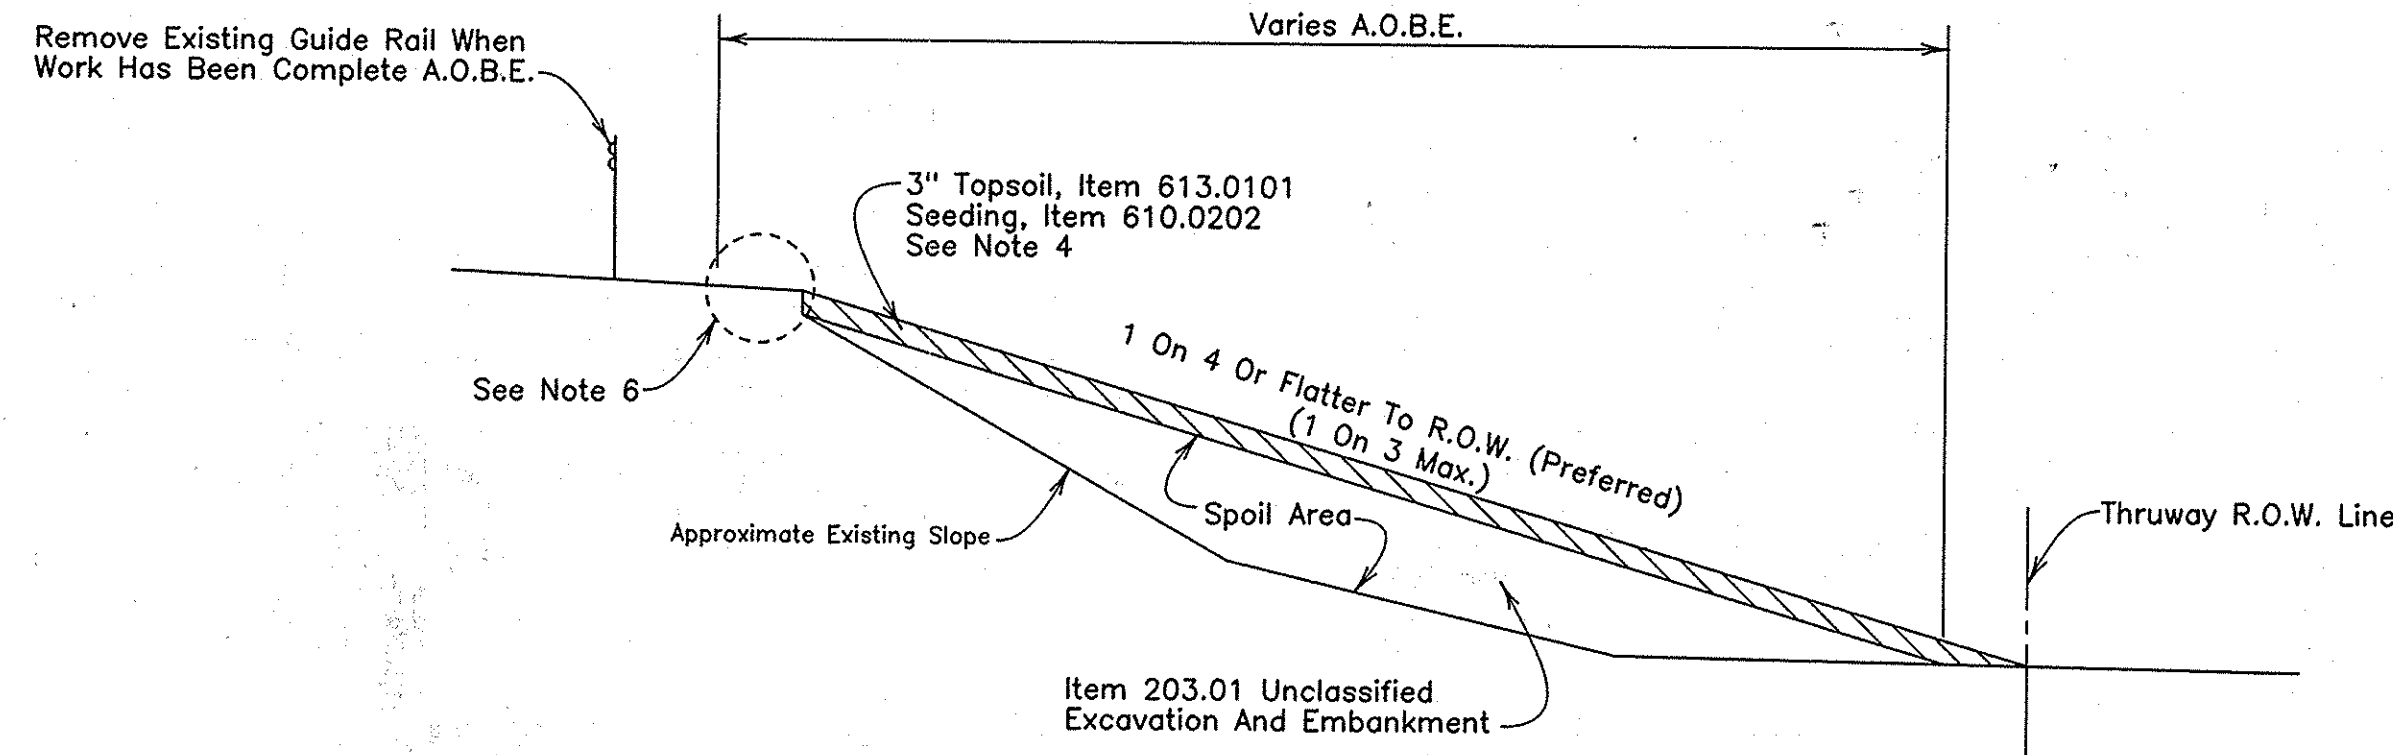 Varies A.O.B.E.
Remove Existing Guide Rail When
Work Has Been Complete A.O.B.E.
3" Topsoil, Item 613.0101
Seeding, Item 610.0202
See Note 4
1 On 4 Or Flatter To R.O.W. (Preferred)
(1 On 3 Max.)
See Note 6
Spoil Area
Approximate Existing Slope
Thruway R.O.W. Line
Item 203.01 Unclassified
Excavation And Embankment